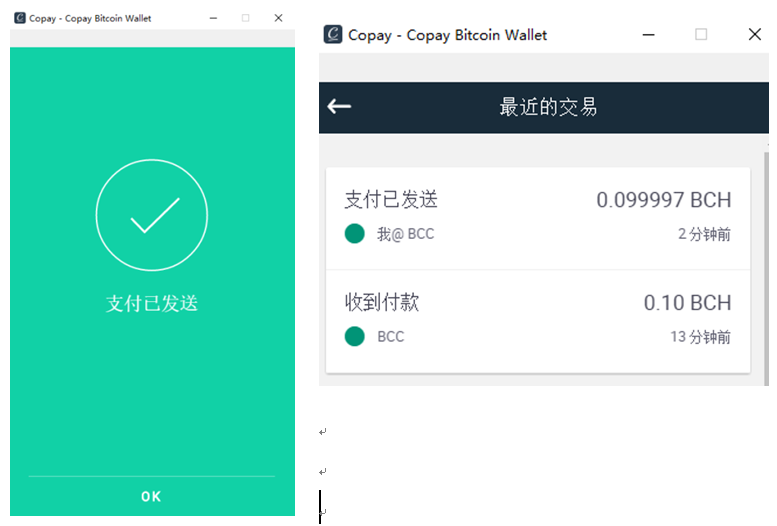 Copay - Copay Bitcoin Wallet
支付已发送
OK
Copay - Copay Bitcoin Wallet
最近的交易
支付已发送 0.099997 BCH
我@ BCC 2 分钟前
收到付款 0.10 BCH
BCC 13 分钟前